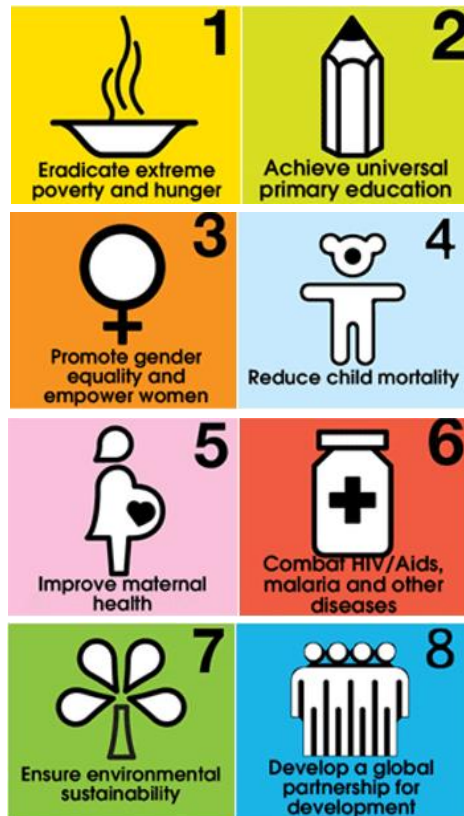 1
Eradicate extreme
poverty and hunger
2
Achieve universal
primary education
3
Promote gender
equality and
empower women
4
Reduce child mortality
5
Improve maternal
health
6
Combat HIV/Aids,
malaria and other
diseases
7
Ensure environmental
sustainability
8
Develop a global
partnership for
development